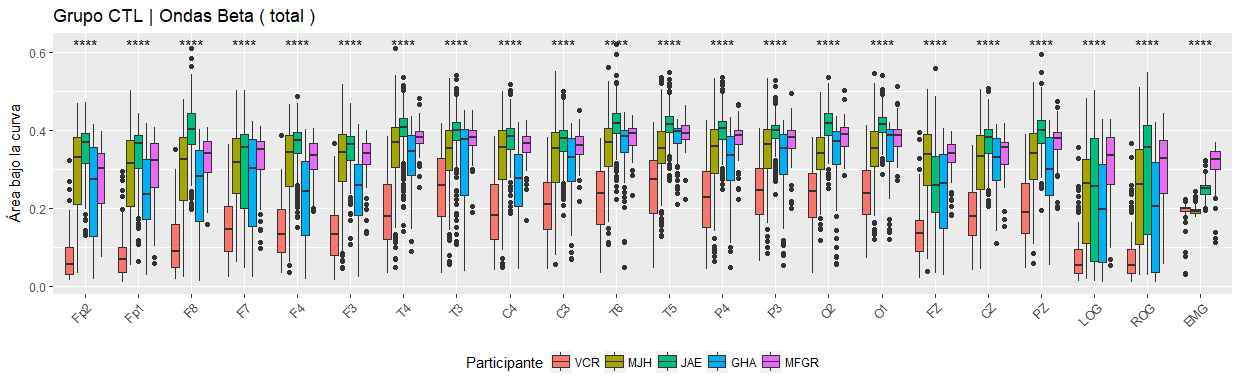 Grupo CTL | Ondas Beta ( total )
Área bajo la curva
0.6
0.4
0.2
0.0
**** **** **** **** **** **** **** **** **** **** **** **** **** **** **** **** **** **** **** **** **** ****
Fp2 Fp1 F8 F7 F4 F3 T4 T3 C4 C3 T6 T5 P4 P3 O2 O1 FZ CZ PZ LOG ROG EMG
Participante VCR MJH JAE GHA MFGR